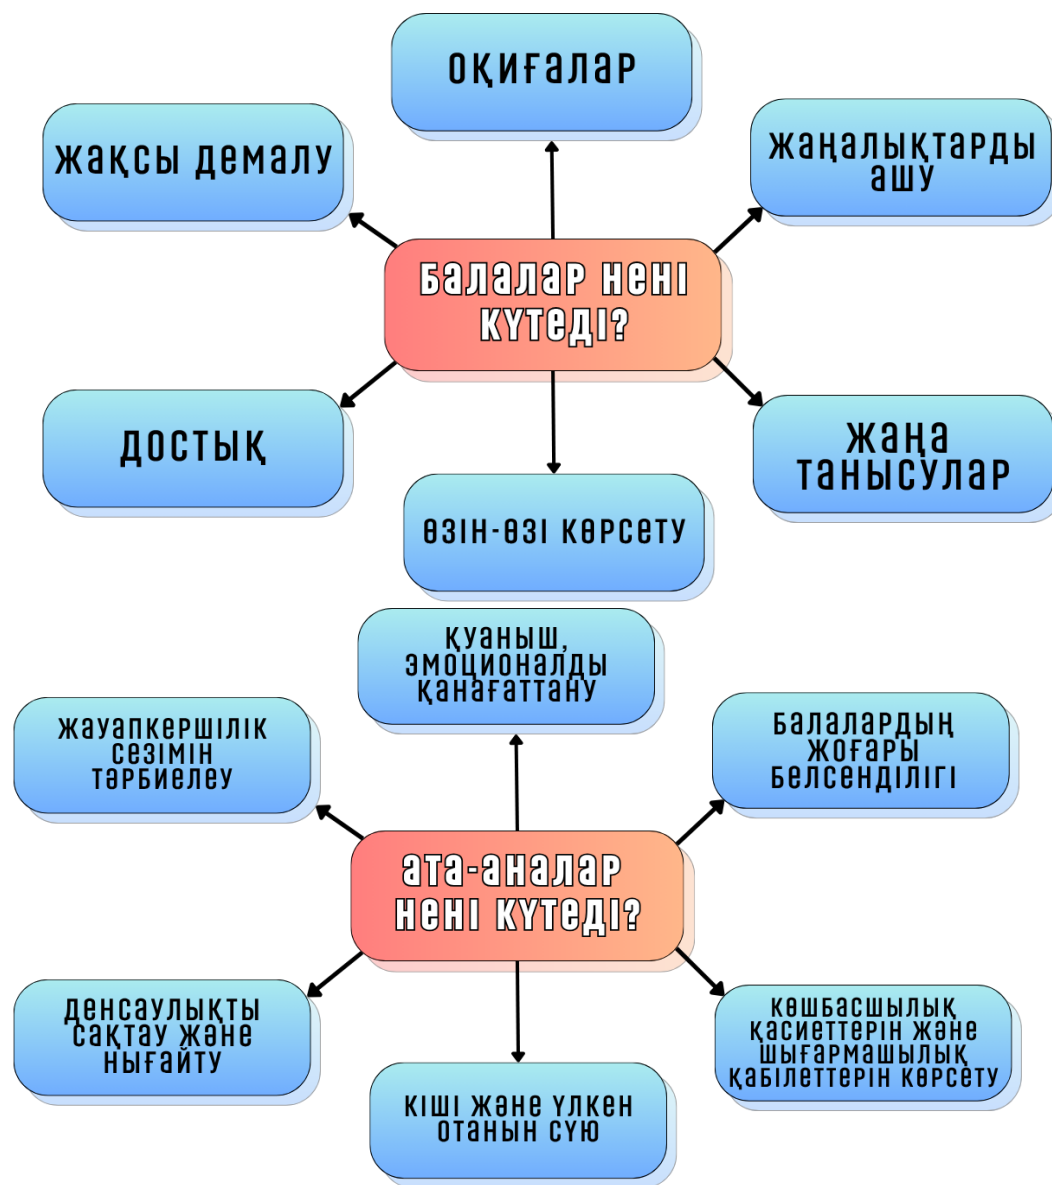 ОҚИҒАЛАР
ЖАҚСЫ ДЕМАЛУ
ЖАҢАЛЫҚТАРДЫ
АШУ
БАЛАЛАР НЕНІ
КҮТЕДІ?
ДОСТЫҚ
ЖАҢА
ТАНЫСУЛАР
ӨЗІН-ӨЗІ КӨРСЕТУ
ҚУАНЫШ,
ЭМОЦИОНАЛДЫ
ҚАНАҒАТТАНУ
ЖАУАПКЕРШІЛІК
СЕЗІМІН
ТӘРБИЕЛЕУ
БАЛАЛАРДЫҢ
ЖОҒАРЫ
БЕЛСЕНДІЛІГІ
АТА-АНАЛАР
НЕНІ КҮТЕДІ?
ДЕНСАУЛЫҚТЫ
САҚТАУ ЖӘНЕ
НЫҒАЙТУ
КӨШБАСШЫЛЫҚ
ҚАСИЕТТЕРІН ЖӘНЕ
ШЫҒАРМАШЫЛЫҚ
ҚАБІЛЕТТЕРІН КӨРСЕТУ
КІШІ ЖӘНЕ ҮЛКЕН
ОТАНЫН СҮЮ